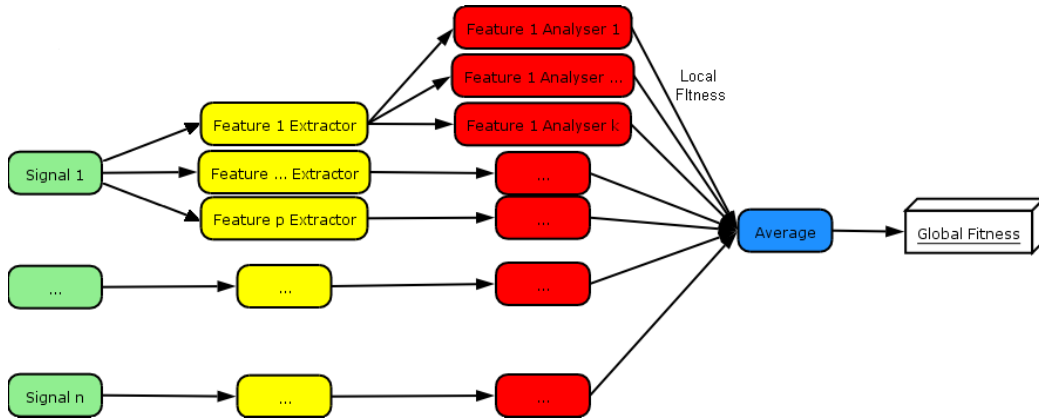 Feature 1 Analyser 1
Feature 1 Analyser ...
Local
FItness
Feature 1 Extractor
Feature 1 Analyser k
Signal 1
Feature ... Extractor
...
Feature p Extractor
...
Average
Global Fitness
...
...
...
Signal n
...
...